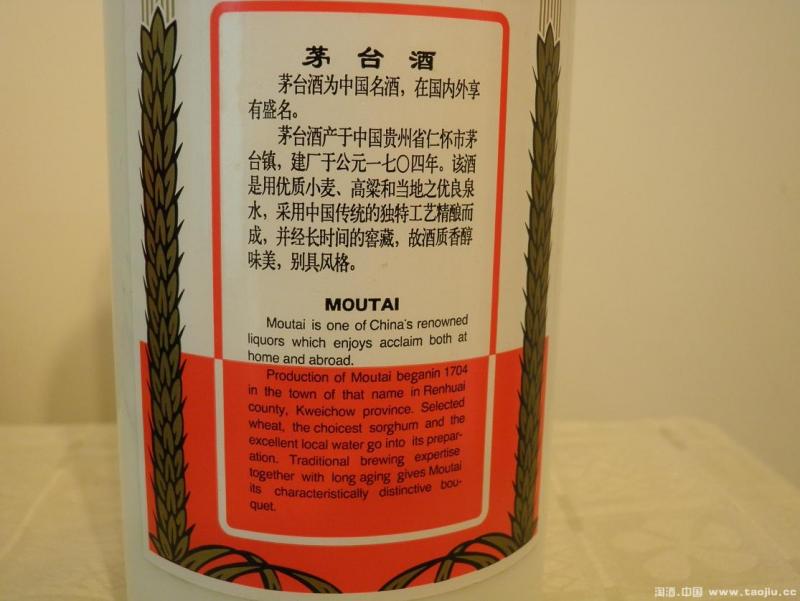 茅台酒
茅台酒为中国名酒，在国内外享
有盛名。
茅台酒产于中国贵州省仁怀市茅
台镇，建厂于公元一七〇四年。该酒
是用优质小麦、高粱和当地之优良泉
水，采用中国传统的独特工艺精酿而
成，并经长时间的窖藏，故酒质香醇
味美，别具风格。
MOUTAI
Moutai is one of China's renowned
liquors which enjoys acclaim both at
home and abroad.
Production of Moutai beganin 1704
in the town of that name in Renhuai
county, Kweichow province. Selected
wheat, the choicest sorghum and the
excellent local water go into its prepar-
ation. Traditional brewing expertise
together with long aging gives Moutai
its characteristically distinctive bou-
quet.
淘酒.中国 www.taojiu.cc